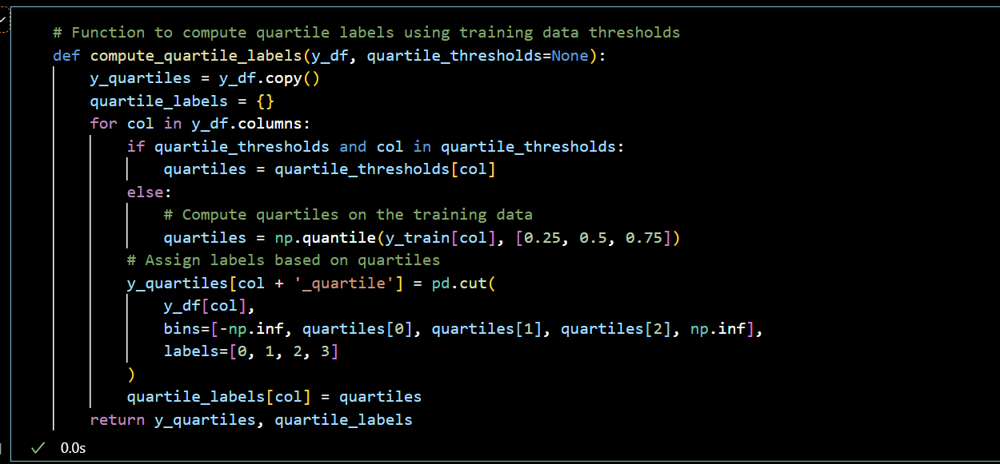 # Function to compute quartile labels using training data thresholds
def compute_quartile_labels(y_df, quartile_thresholds=None):
    y_quartiles = y_df.copy()
    quartile_labels = {}
    for col in y_df.columns:
        if quartile_thresholds and col in quartile_thresholds:
            quartiles = quartile_thresholds[col]
        else:
            # Compute quartiles on the training data
            quartiles = np.quantile(y_train[col], [0.25, 0.5, 0.75])
        # Assign labels based on quartiles
        y_quartiles[col + '_quartile'] = pd.cut(
            y_df[col],
            bins=[-np.inf, quartiles[0], quartiles[1], quartiles[2], np.inf],
            labels=[0, 1, 2, 3]
        )
        quartile_labels[col] = quartiles
    return y_quartiles, quartile_labels
0.0s